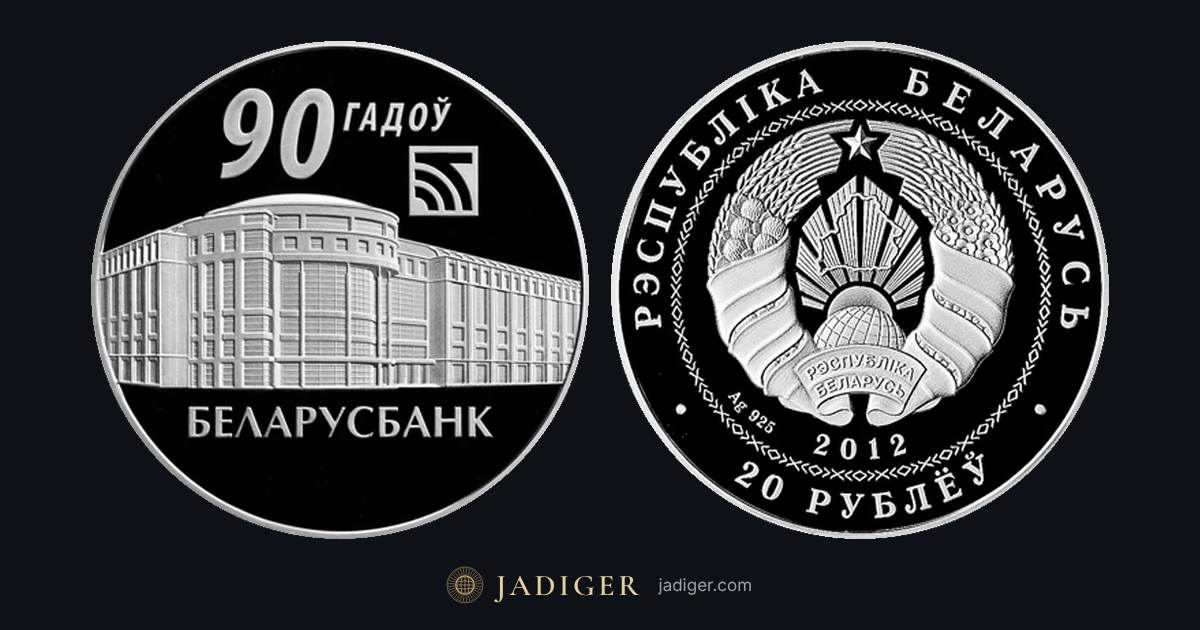 90 ГАДОЎ
БЕЛАРУСБАНК
РЭСПУБЛІКА БЕЛАРУСЬ
РЭСПУБЛІКА
БЕЛАРУСЬ
Ag 925
2012
20 РУБЛЁЎ
JADIGER jadiger.com